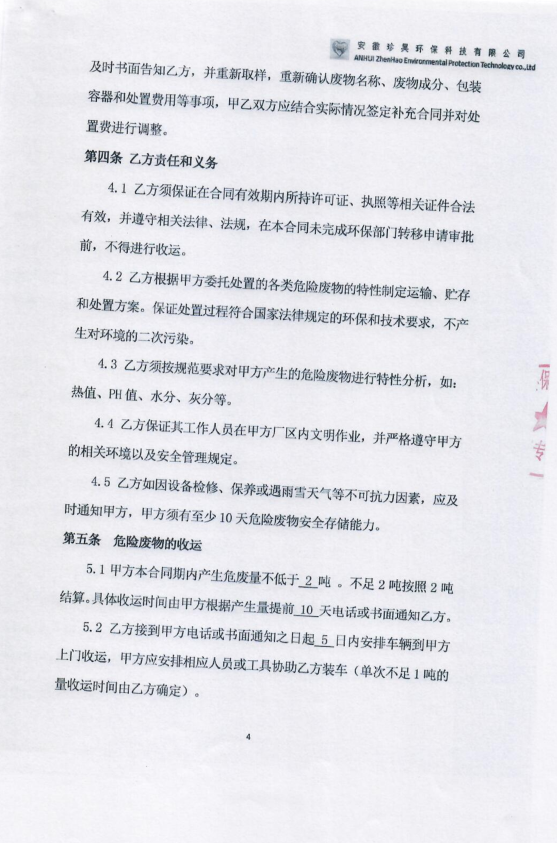 安徽珍昊环保科技有限公司
ANHUI ZhenHao Environmental Protection Technology co.,Ltd
及时书面告知乙方，并重新取样，重新确认废物名称、废物成分、包装
容器和处置费用等事项，甲乙双方应结合实际情况签定补充合同并对处
置费进行调整。
第四条 乙方责任和义务
4.1 乙方须保证在合同有效期内所持许可证、执照等相关证件合法
有效，并遵守相关法律、法规，在本合同未完成环保部门转移申请审批
前，不得进行收运。
4.2 乙方根据甲方委托处置的各类危险废物的特性制定运输、贮存
和处置方案。保证处置过程符合国家法律规定的环保和技术要求，不产
生对环境的二次污染。
4.3 乙方须按规范要求对甲方产生的危险废物进行特性分析，如：
热值、PH 值、水分、灰分等。
4.4 乙方保证其工作人员在甲方厂区内文明作业，并严格遵守甲方
的相关环境以及安全管理规定。
4.5 乙方如因设备检修、保养或遇雨雪天气等不可抗力因素，应及
时通知甲方，甲方须有至少 10 天危险废物安全存储能力。
第五条 危险废物的收运
5.1 甲方本合同期内产生危废量不低于 2 吨 。不足 2 吨按照 2 吨
结算。具体收运时间由甲方根据产生量提前 10 天电话或书面通知乙方。
5.2 乙方接到甲方电话或书面通知之日起 5 日内安排车辆到甲方
上门收运，甲方应安排相应人员或工具协助乙方装车（单次不足 1 吨的
量收运时间由乙方确定）。
4
专